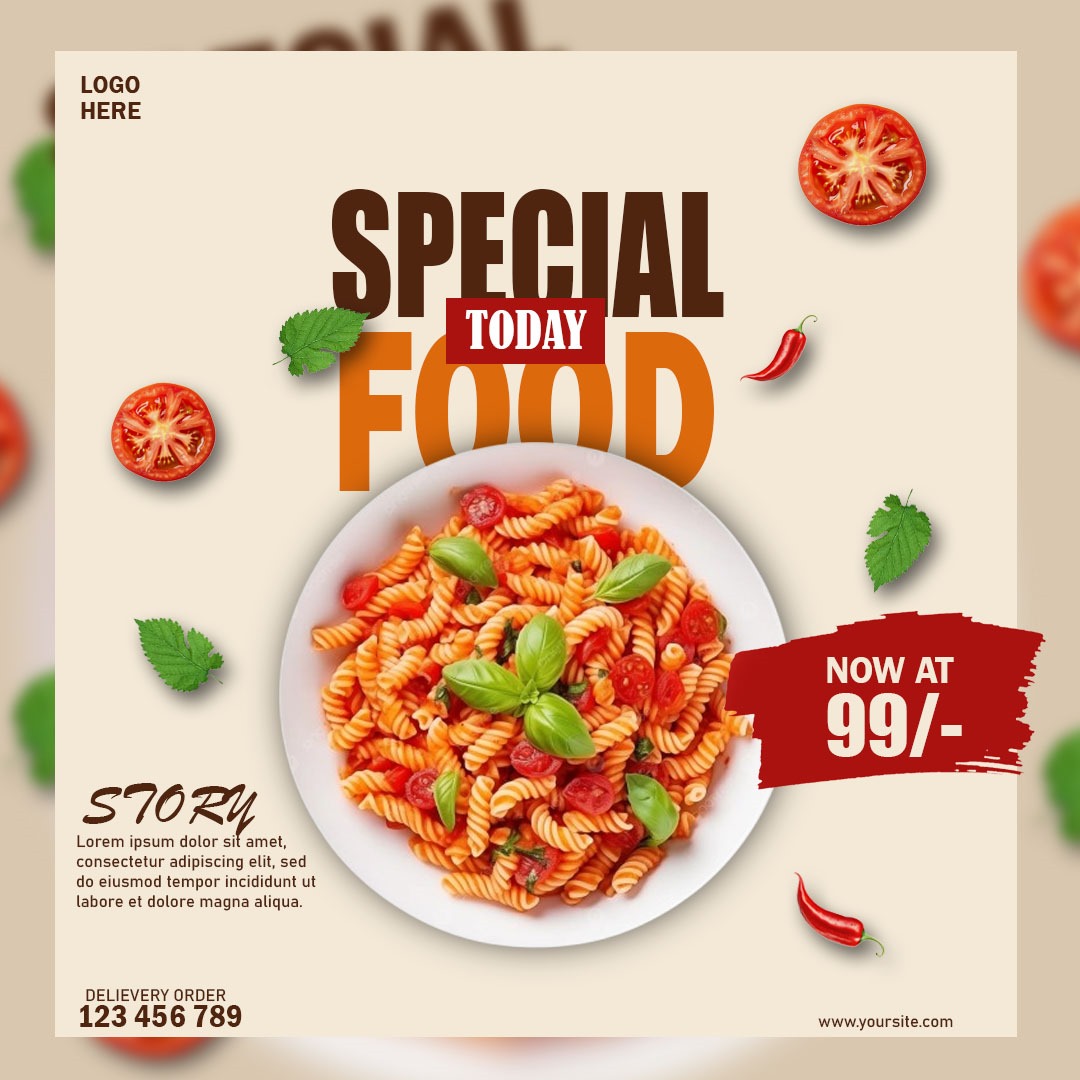 LOGO
HERE
SPECIAL
TODAY
FOOD
NOW AT
99/-
STORY
Lorem ipsum dolor sit amet,
consectetur adipiscing elit, sed
do eiusmod tempor incididunt ut
labore et dolore magna aliqua.
DELIEVERY ORDER
123 456 789
www.yoursite.com